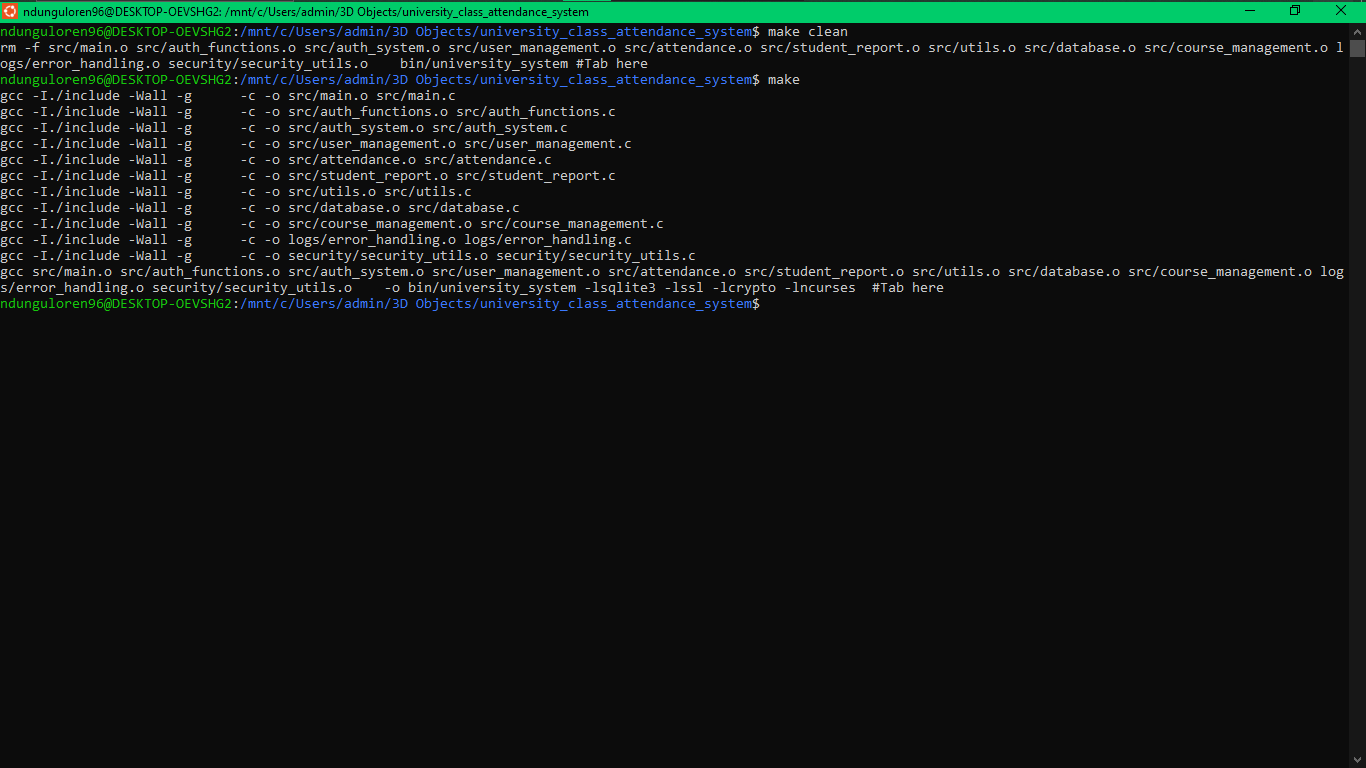 ndunguloren96@DESKTOP-OEVSHG2: /mnt/c/Users/admin/3D Objects/university_class_attendance_system
ndunguloren96@DESKTOP-OEVSHG2:/mnt/c/Users/admin/3D Objects/university_class_attendance_system$ make clean
rm -f src/main.o src/auth_functions.o src/auth_system.o src/user_management.o src/attendance.o src/student_report.o src/utils.o src/database.o src/course_management.o l
ogs/error_handling.o security/security_utils.o    bin/university_system #Tab here
ndunguloren96@DESKTOP-OEVSHG2:/mnt/c/Users/admin/3D Objects/university_class_attendance_system$ make
gcc -I./include -Wall -g      -c -o src/main.o src/main.c
gcc -I./include -Wall -g      -c -o src/auth_functions.o src/auth_functions.c
gcc -I./include -Wall -g      -c -o src/auth_system.o src/auth_system.c
gcc -I./include -Wall -g      -c -o src/user_management.o src/user_management.c
gcc -I./include -Wall -g      -c -o src/attendance.o src/attendance.c
gcc -I./include -Wall -g      -c -o src/student_report.o src/student_report.c
gcc -I./include -Wall -g      -c -o src/utils.o src/utils.c
gcc -I./include -Wall -g      -c -o src/database.o src/database.c
gcc -I./include -Wall -g      -c -o src/course_management.o src/course_management.c
gcc -I./include -Wall -g      -c -o logs/error_handling.o logs/error_handling.c
gcc -I./include -Wall -g      -c -o security/security_utils.o security/security_utils.c
gcc src/main.o src/auth_functions.o src/auth_system.o src/user_management.o src/attendance.o src/student_report.o src/utils.o src/database.o src/course_management.o log
s/error_handling.o security/security_utils.o    -o bin/university_system -lsqlite3 -lssl -lcrypto -lncurses  #Tab here
ndunguloren96@DESKTOP-OEVSHG2:/mnt/c/Users/admin/3D Objects/university_class_attendance_system$